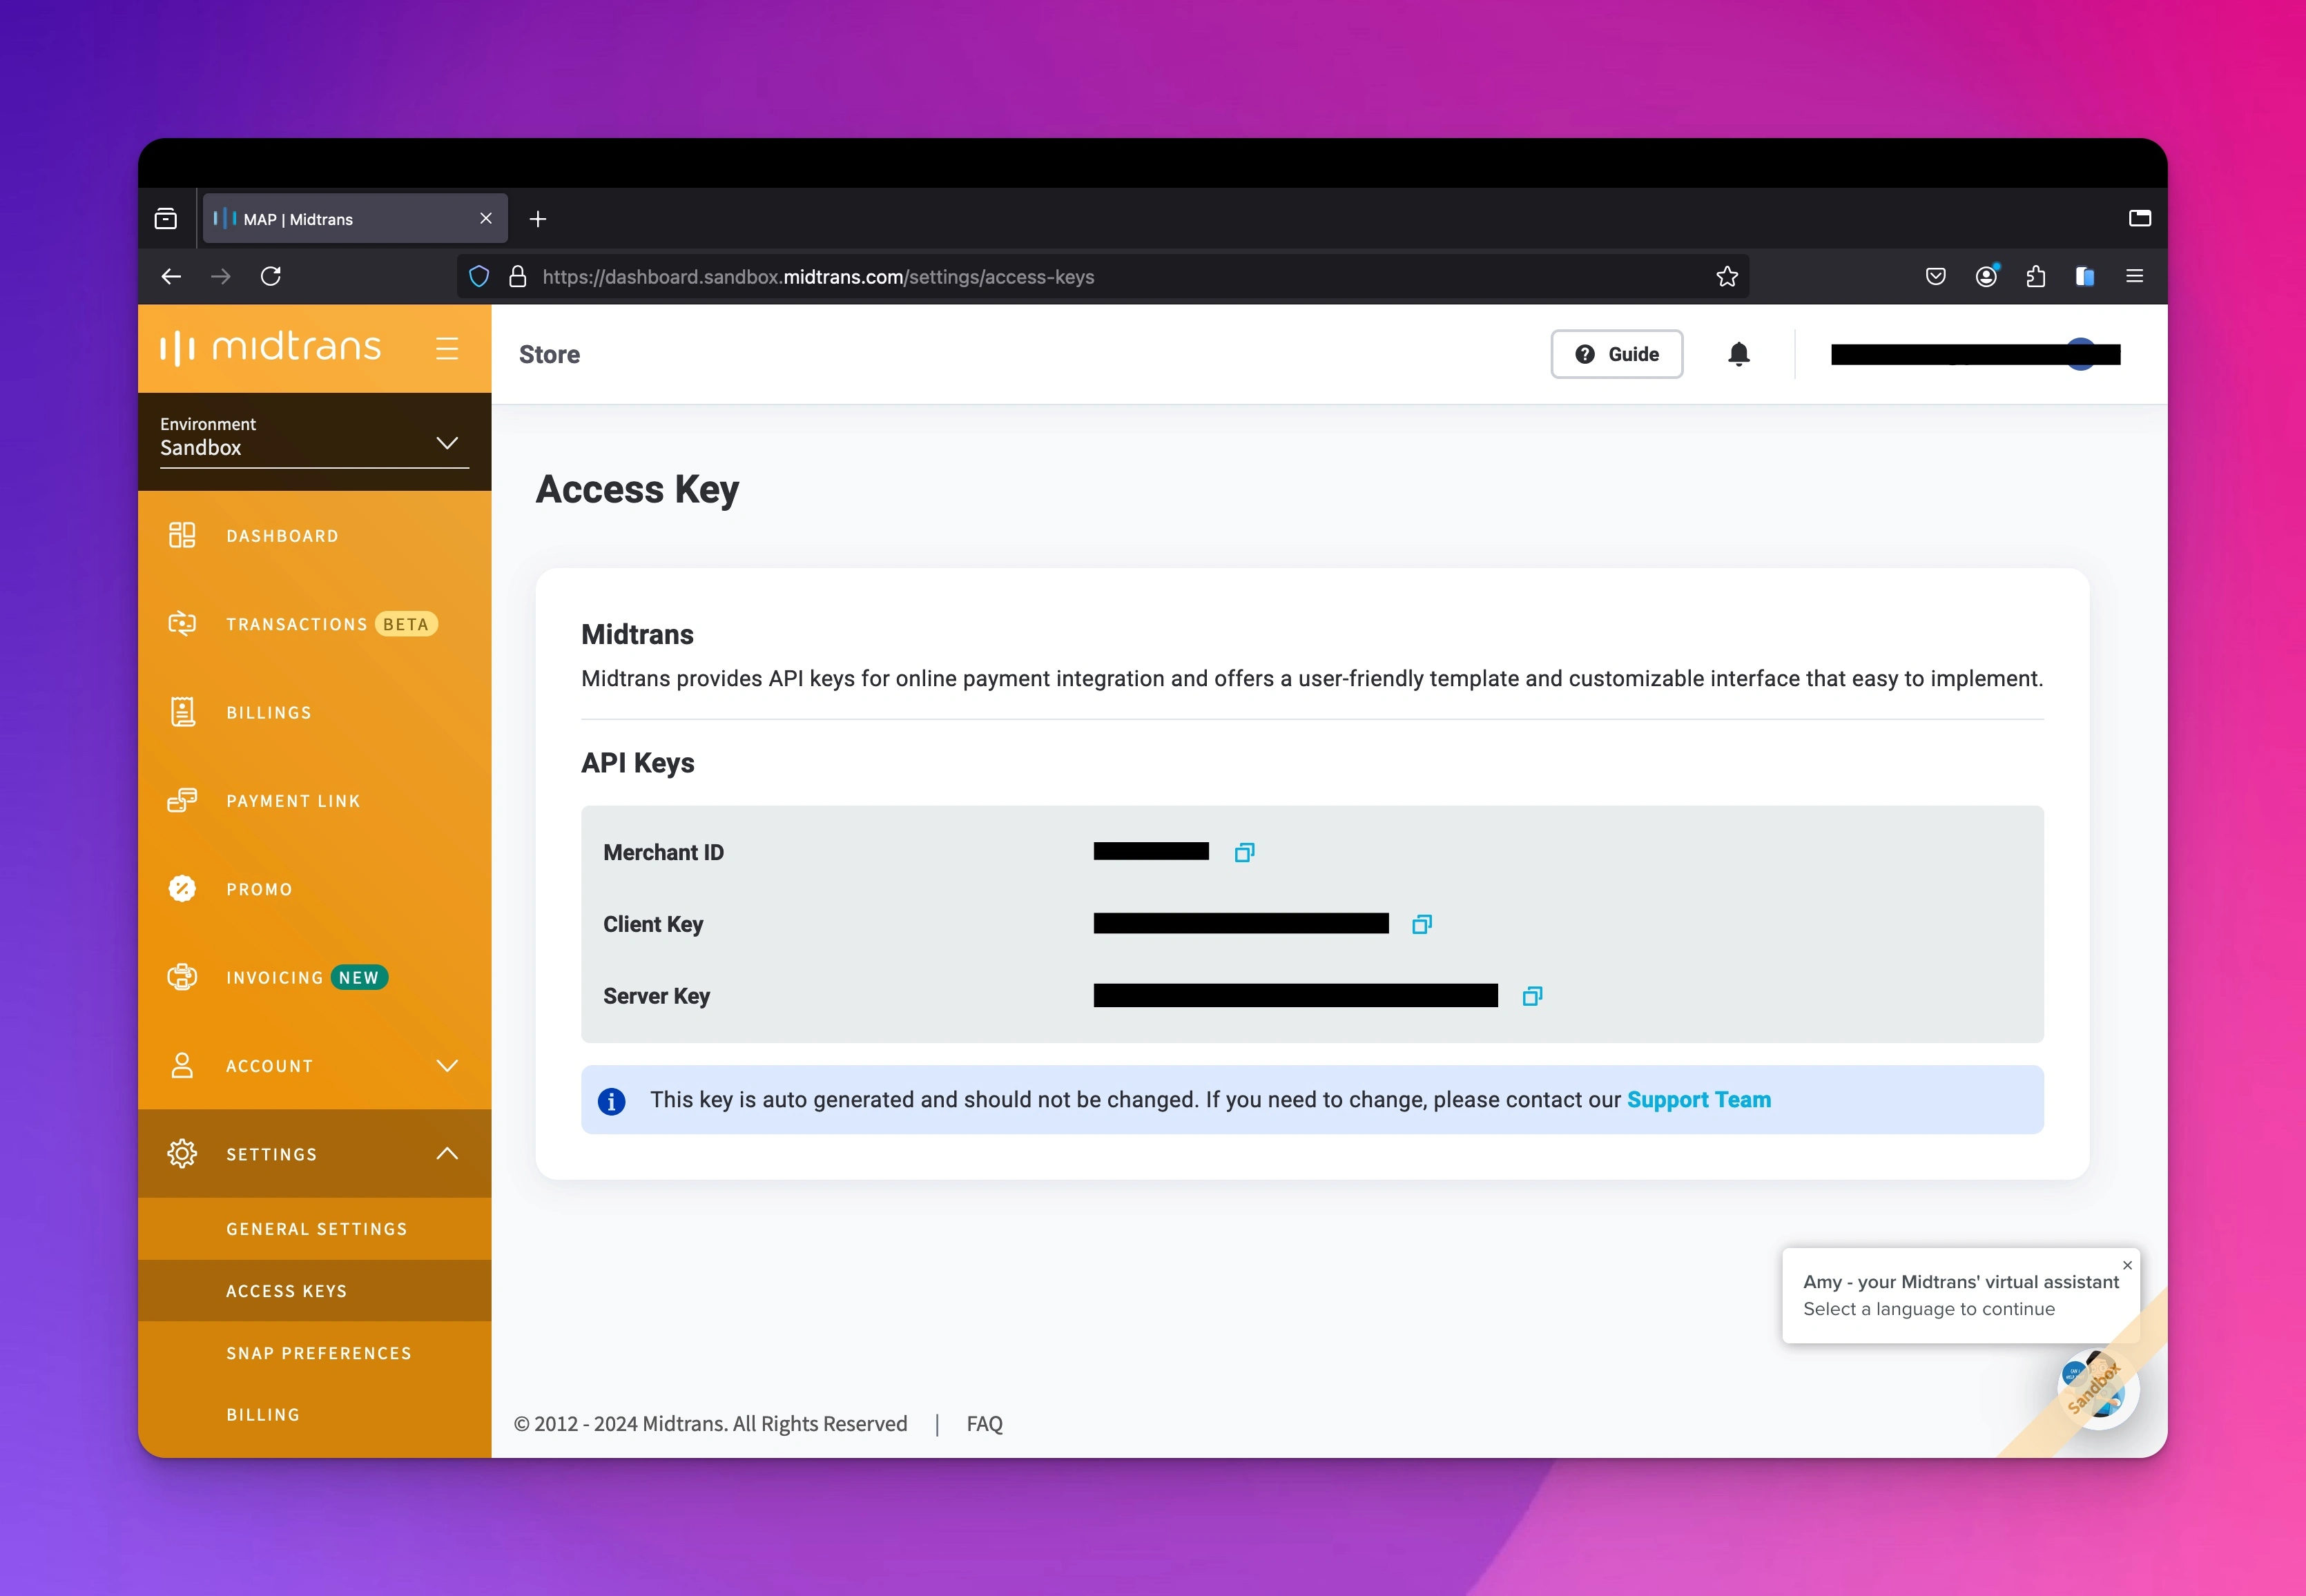 MAP | Midtrans
https://dashboard.sandbox.midtrans.com/settings/access-keys
midtrans
Environment
Sandbox
DASHBOARD
TRANSACTIONS BETA
BILLINGS
PAYMENT LINK
PROMO
INVOICING NEW
ACCOUNT
SETTINGS
GENERAL SETTINGS
ACCESS KEYS
SNAP PREFERENCES
BILLING
Store
Guide
Access Key
Midtrans
Midtrans provides API keys for online payment integration and offers a user-friendly template and customizable interface that easy to implement.
API Keys
Merchant ID
Client Key
Server Key
This key is auto generated and should not be changed. If you need to change, please contact our Support Team
Amy - your Midtrans' virtual assistant
Select a language to continue
Sandbox
© 2012 - 2024 Midtrans. All Rights Reserved | FAQ